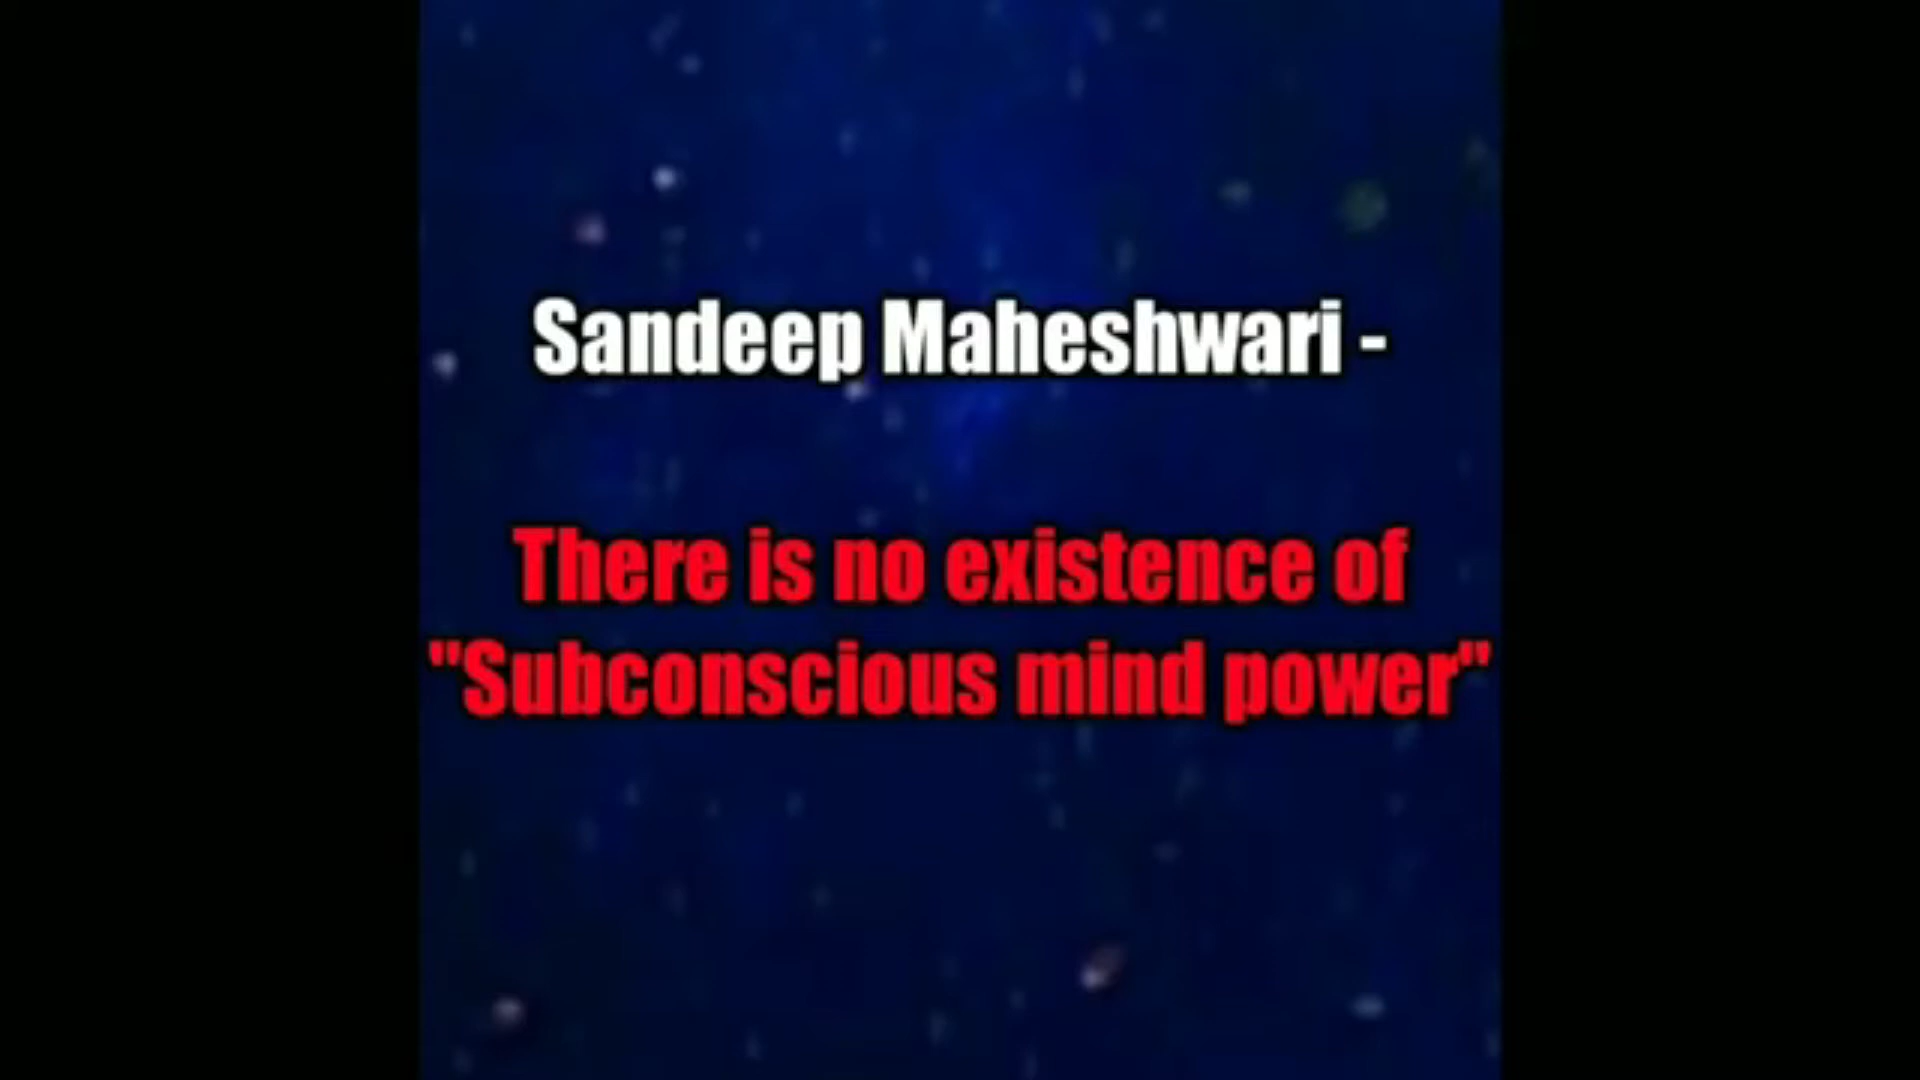 Sandeep Maheshwari -
There is no existence of
"Subconscious mind power"